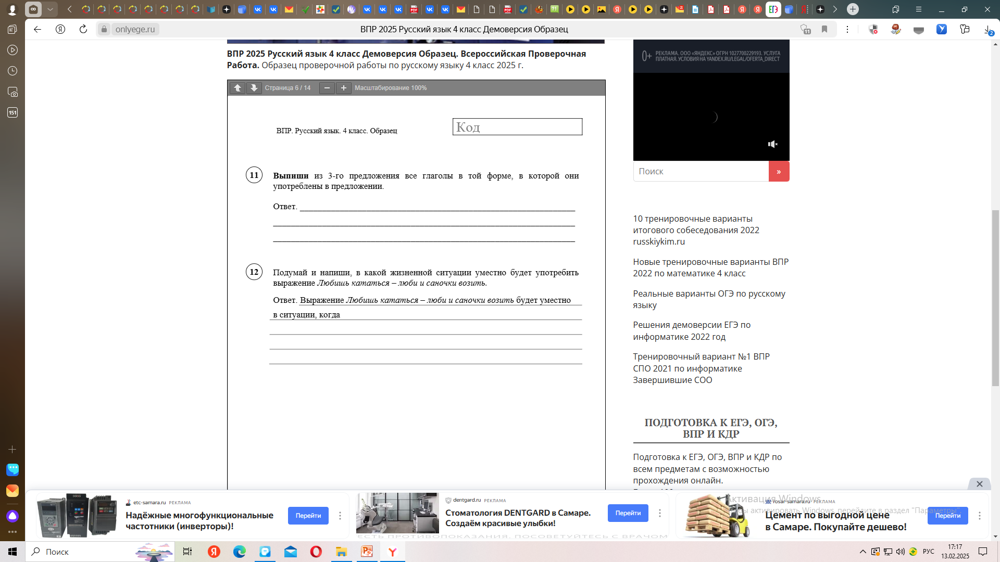 onlyege.ru
ВПР 2025 Русский язык 4 класс Демоверсия Образец
11
2
151
ВПР 2025 Русский язык 4 класс Демоверсия Образец. Всероссийская Проверочная
Работа. Образец проверочной работы по русскому языку 4 класс 2025 г.
Страница 6 / 14
Масштабирование 100%
ВПР. Русский язык. 4 класс. Образец
Код
11 Выпиши из 3-го предложения все глаголы в той форме, в которой они
употреблены в предложении.
Ответ.
12 Подумай и напиши, в какой жизненной ситуации уместно будет употребить
выражение Любишь кататься – люби и саночки возить.
Ответ. Выражение Любишь кататься – люби и саночки возить будет уместно
в ситуации, когда
0+ РЕКЛАМА. ООО «ЯНДЕКС» ОГРН 1027700229193. УСЛУГА
ПЛАТНАЯ. УСЛОВИЯ НА YANDEX.RU/LEGAL/OFERTA_DIRECT
Поиск »
10 тренировочные варианты
итогового собеседования 2022
russkiykim.ru
Новые тренировочные варианты ВПР
2022 по математике 4 класс
Реальные варианты ОГЭ по русскому
языку
Решения демоверсии ЕГЭ по
информатике 2022 год
Тренировочный вариант №1 ВПР
СПО 2021 по информатике
Завершившие СОО
ПОДГОТОВКА К ЕГЭ, ОГЭ,
ВПР И КДР
Подготовка к ЕГЭ, ОГЭ, ВПР и КДР по
всем предметам с возможностью
прохождения онлайн.
etc-samara.ru РЕКЛАМА
Надёжные многофункциональные
частотники (инверторы)!
Перейти
dentgard.ru РЕКЛАМА
Стоматология DENTGARD в Самаре.
Создаём красивые улыбки!
Перейти
ЕСТЬ ПРОТИВОПОКАЗАНИЯ. ПОСОВЕТУЙТЕСЬ С ВРАЧОМ
Активация Windows
rosar-samara.ru РЕКЛАМА
активировать Windows, перейдите в раздел "Параметры".
Цемент по выгодной цене
в Самаре. Покупайте дешево!
Перейти
Поиск
РУС
17:17
13.02.2025